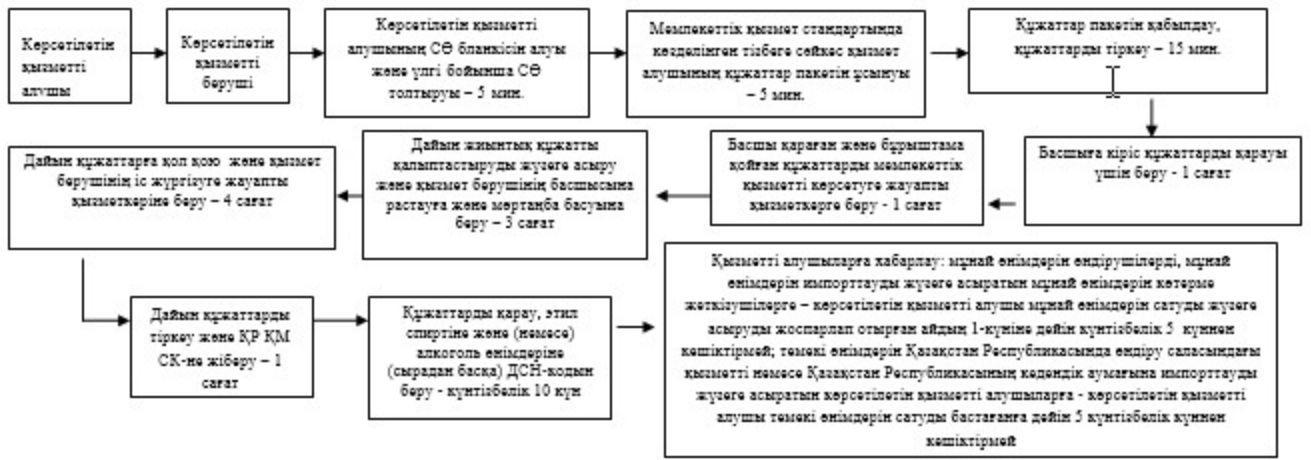 Көрсетілетін
қызметті
алушы
Көрсетілетін
қызметті
беруші
Көрсетілетін қызметті
алушының СӨ бланкісін алуы
және үлгі бойынша СӨ
толтыруы – 5 мин.
Мемлекеттік қызмет стандартында
көзделінген тізбеге сәйкес қызмет
алушының құжаттар пакетін ұсынуы
– 5 мин.
Құжаттар пакетін қабылдау,
құжаттарды тіркеу – 15 мин.
Басшыға кіріс құжаттарды қарауы
үшін беру - 1 сағат
Басшы қараған және бұрыштама
қойған құжаттарды мемлекеттік
қызметті көрсетуге жауапты
қызметкерге беру - 1 сағат
Дайын жиынтық құжатты
қалыптастыруды жүзеге асыру
және қызмет берушінің басшысына
растауға және мөртаңба басуына
беру – 3 сағат
Дайын құжаттарға қол қою және қызмет
берушінің іс жүргізуге жауапты
қызметкеріне беру – 4 сағат
Дайын құжаттарды
тіркеу және ҚР ҚМ
СК-не жіберу – 1
сағат
Құжаттарды қарау, этил
спиртіне және (немесе)
алкоголь өнімдеріне
(сырадан басқа) ДСН-кодын
беру - күнтізбелік 10 күн
Қызметті алушыларға хабарлау: мұнай өнімдерін өндірушілерді, мұнай
өнімдерін импорттауды жүзеге асыратын мұнай өнімдерін көтерме
жеткізушілерге – көрсетілетін қызметті алушы мұнай өнімдерін сатуды жүзеге
асыруды жоспарлап отырған айдың 1-күніне дейін күнтізбелік 5 күннен
кешіктірмей; темекі өнімдерін Қазақстан Республикасында өндіру саласындағы
қызметті немесе Қазақстан Республикасының кедендік аумағына импорттауды
жүзеге асыратын көрсетілетін қызметті алушыларға - көрсетілетін қызметті
алушы темекі өнімдерін сатуды бастағанға дейін 5 күнтізбелік күннен
кешіктірмей